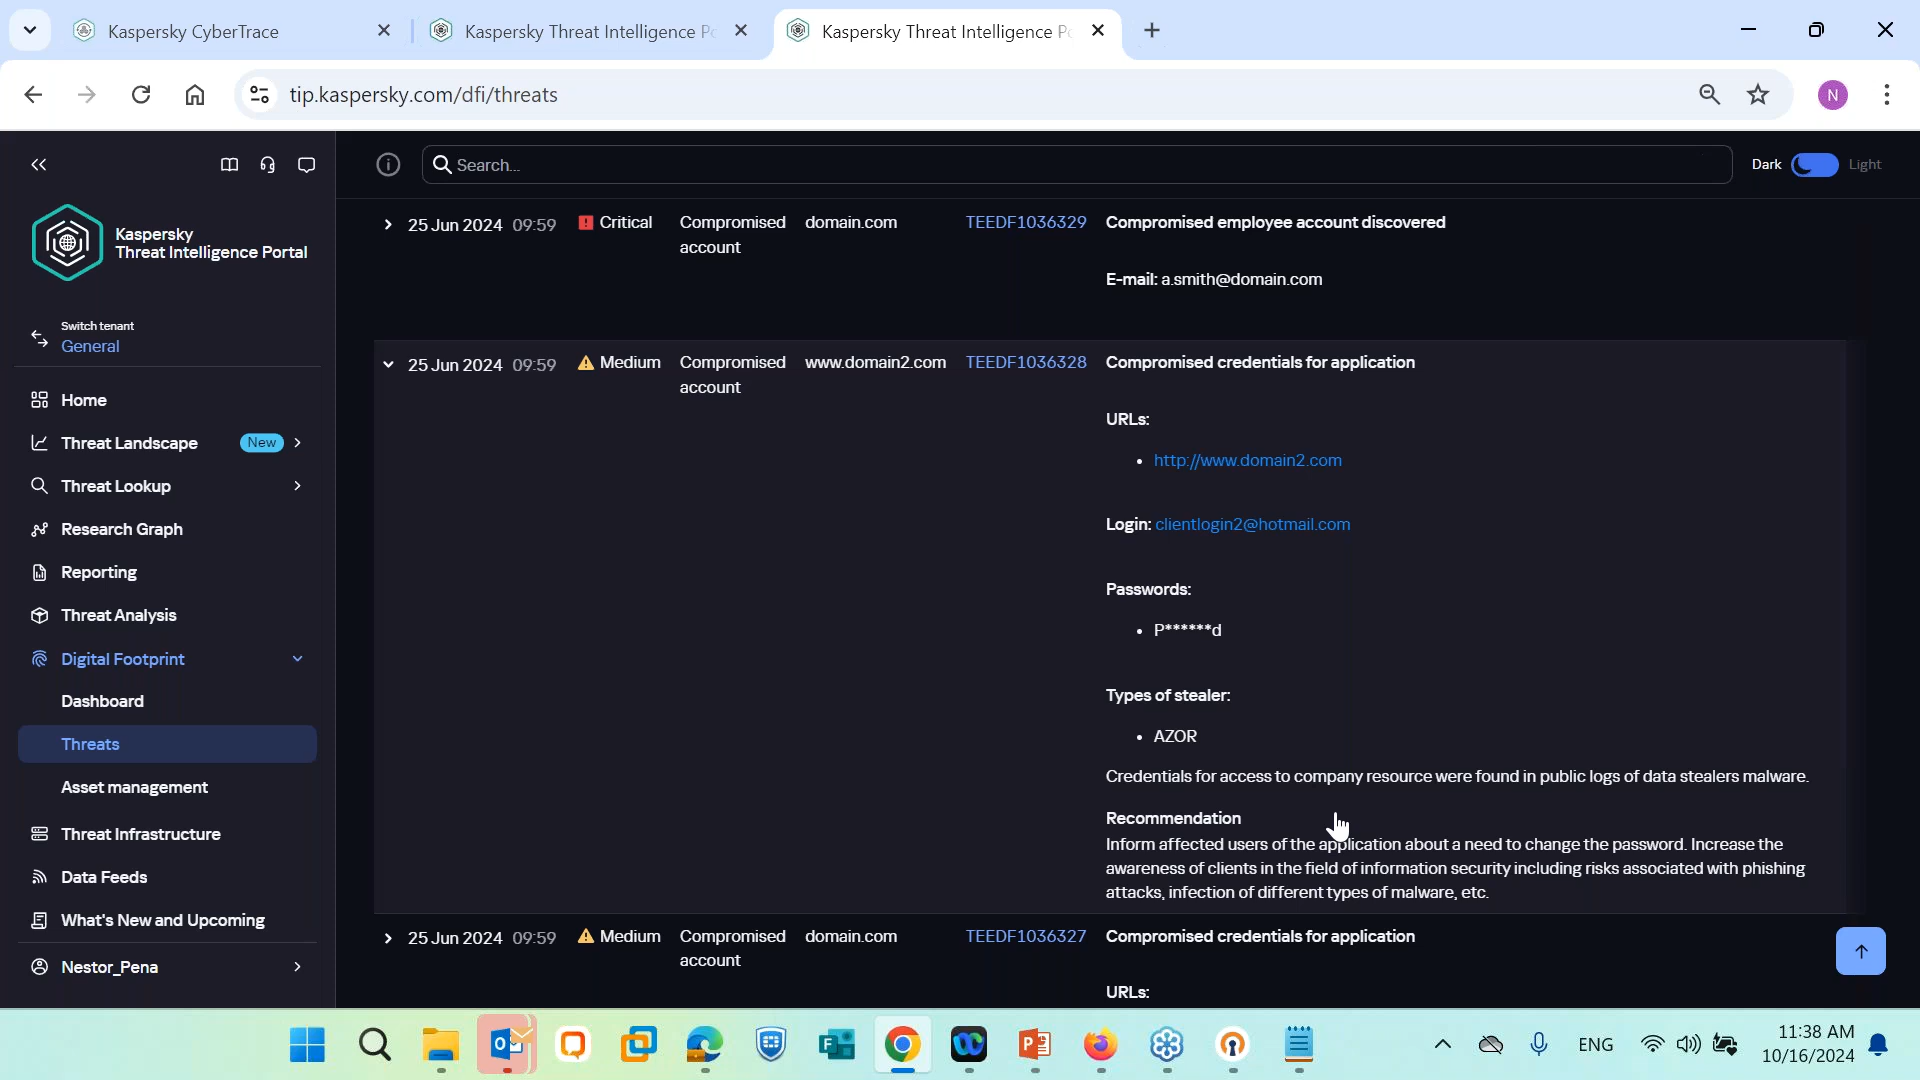 Kaspersky CyberTrace
Kaspersky Threat Intelligence P
Kaspersky Threat Intelligence P
tip.kaspersky.com/dfi/threats
N
Search...
Dark
Light
Kaspersky
Threat Intelligence Portal
Switch tenant
General
Home
Threat Landscape New
Threat Lookup
Research Graph
Reporting
Threat Analysis
Digital Footprint
Dashboard
Threats
Asset management
Threat Infrastructure
Data Feeds
What's New and Upcoming
Nestor_Pena
25 Jun 2024 09:59 Critical Compromised domain.com TEEDF1036329 Compromised employee account discovered
account
E-mail: a.smith@domain.com
25 Jun 2024 09:59 Medium Compromised www.domain2.com TEEDF1036328 Compromised credentials for application
account
URLs:
• http://www.domain2.com
Login: clientlogin2@hotmail.com
Passwords:
• P******d
Types of stealer:
• AZOR
Credentials for access to company resource were found in public logs of data stealers malware.
Recommendation
Inform affected users of the application about a need to change the password. Increase the
awareness of clients in the field of information security including risks associated with phishing
attacks, infection of different types of malware, etc.
25 Jun 2024 09:59 Medium Compromised domain.com TEEDF1036327 Compromised credentials for application
account
URLs:
ENG
11:38 AM
10/16/2024